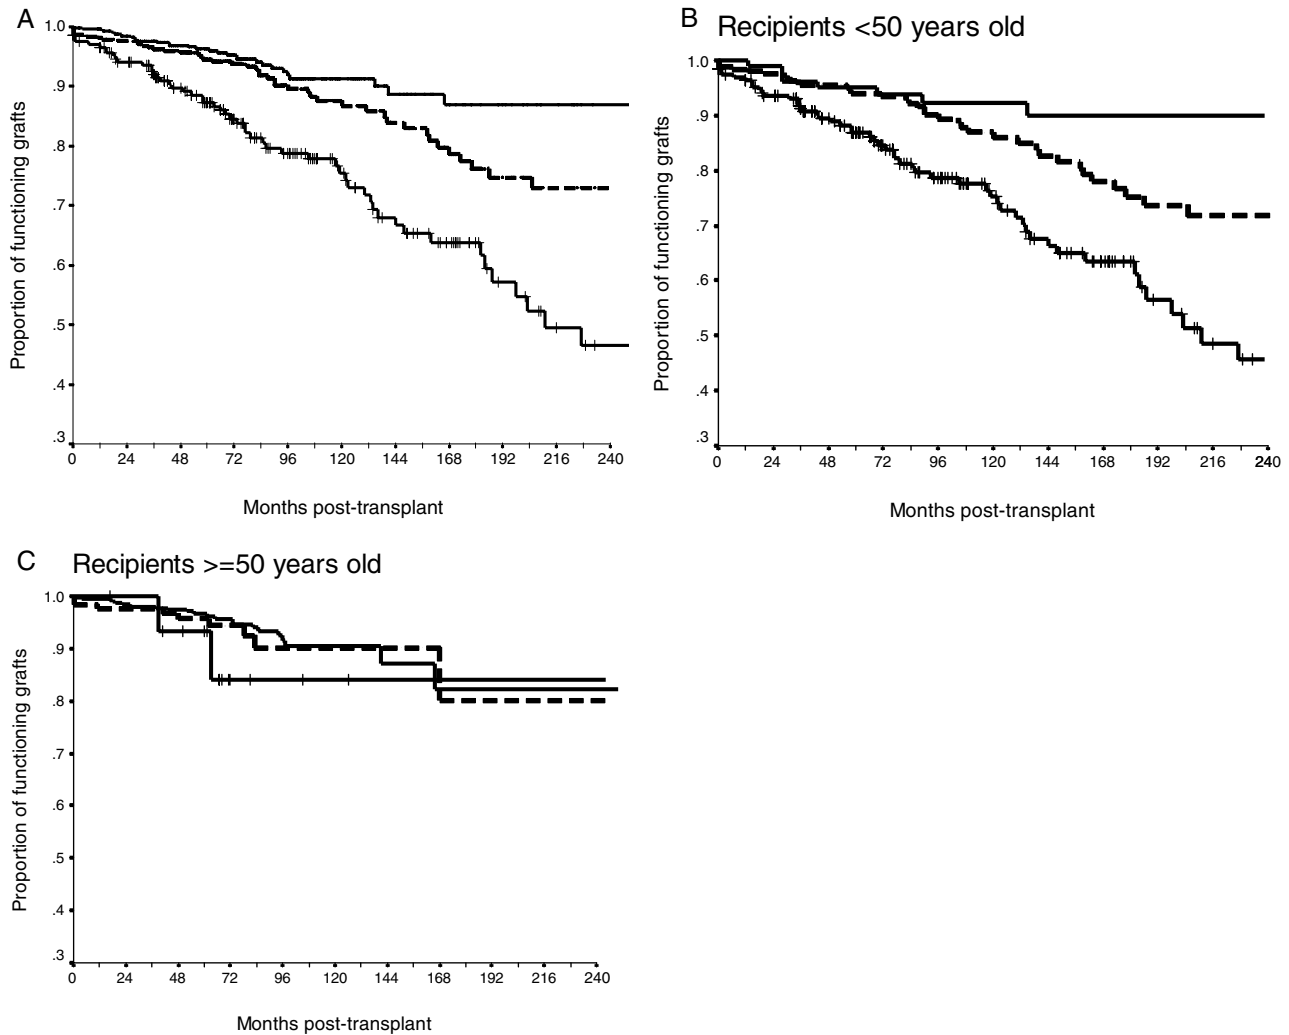 A
1.0
.9
.8
.7
.6
.5
.4
.3
Proportion of functioning grafts
0 24 48 72 96 120 144 168 192 216 240
Months post-transplant
B Recipients <50 years old
1.0
.9
.8
.7
.6
.5
.4
.3
Proportion of functioning grafts
0 24 48 72 96 120 144 168 192 216 240
Months post-transplant
C Recipients >=50 years old
1.0
.9
.8
.7
.6
.5
.4
.3
Proportion of functioning grafts
0 24 48 72 96 120 144 168 192 216 240
Months post-transplant